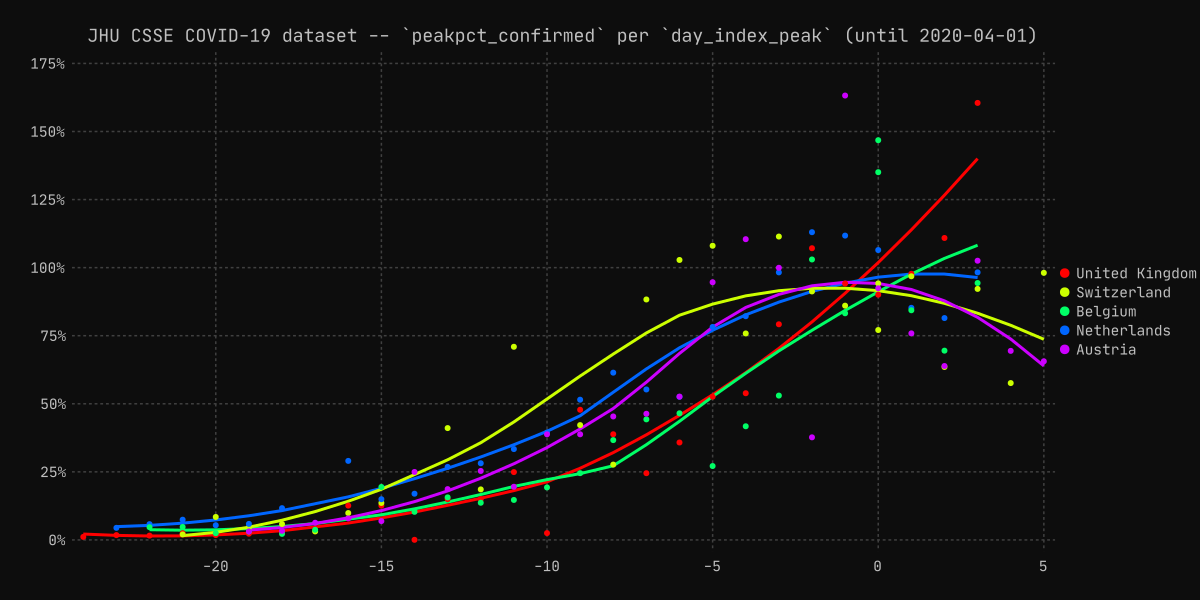 JHU CSSE COVID-19 dataset -- `peakpct_confirmed` per `day_index_peak` (until 2020-04-01)
175%
150%
125%
100%
75%
50%
25%
0%
-20
-15
-10
-5
0
5
United Kingdom
Switzerland
Belgium
Netherlands
Austria